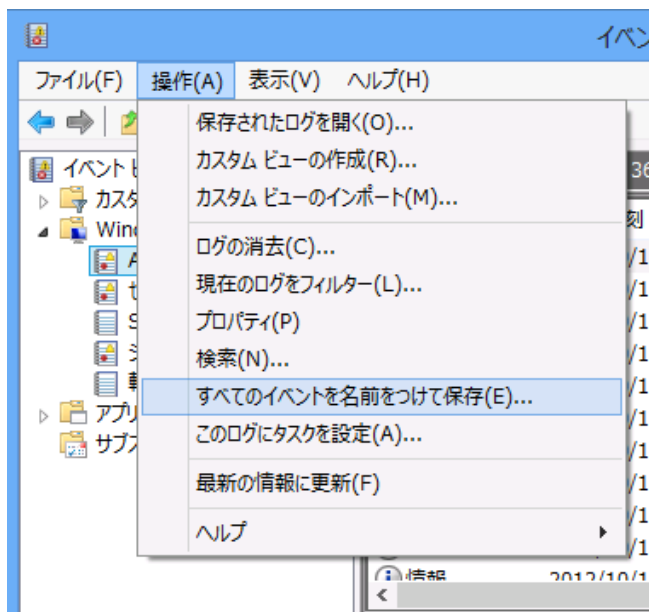 イベン
ファイル(F) 操作(A) 表示(V) ヘルプ(H)
保存されたログを開く(O)...
イベント
カスタム ビューの作成(R)...
カスタム ビューのインポート(M)...
Win
ログの消去(C)...
現在のログをフィルター(L)...
プロパティ(P)
検索(N)...
すべてのイベントを名前をつけて保存(E)...
アプリ
このログにタスクを設定(A)...
サブス
最新の情報に更新(F)
ヘルプ
情報 2012/10/1